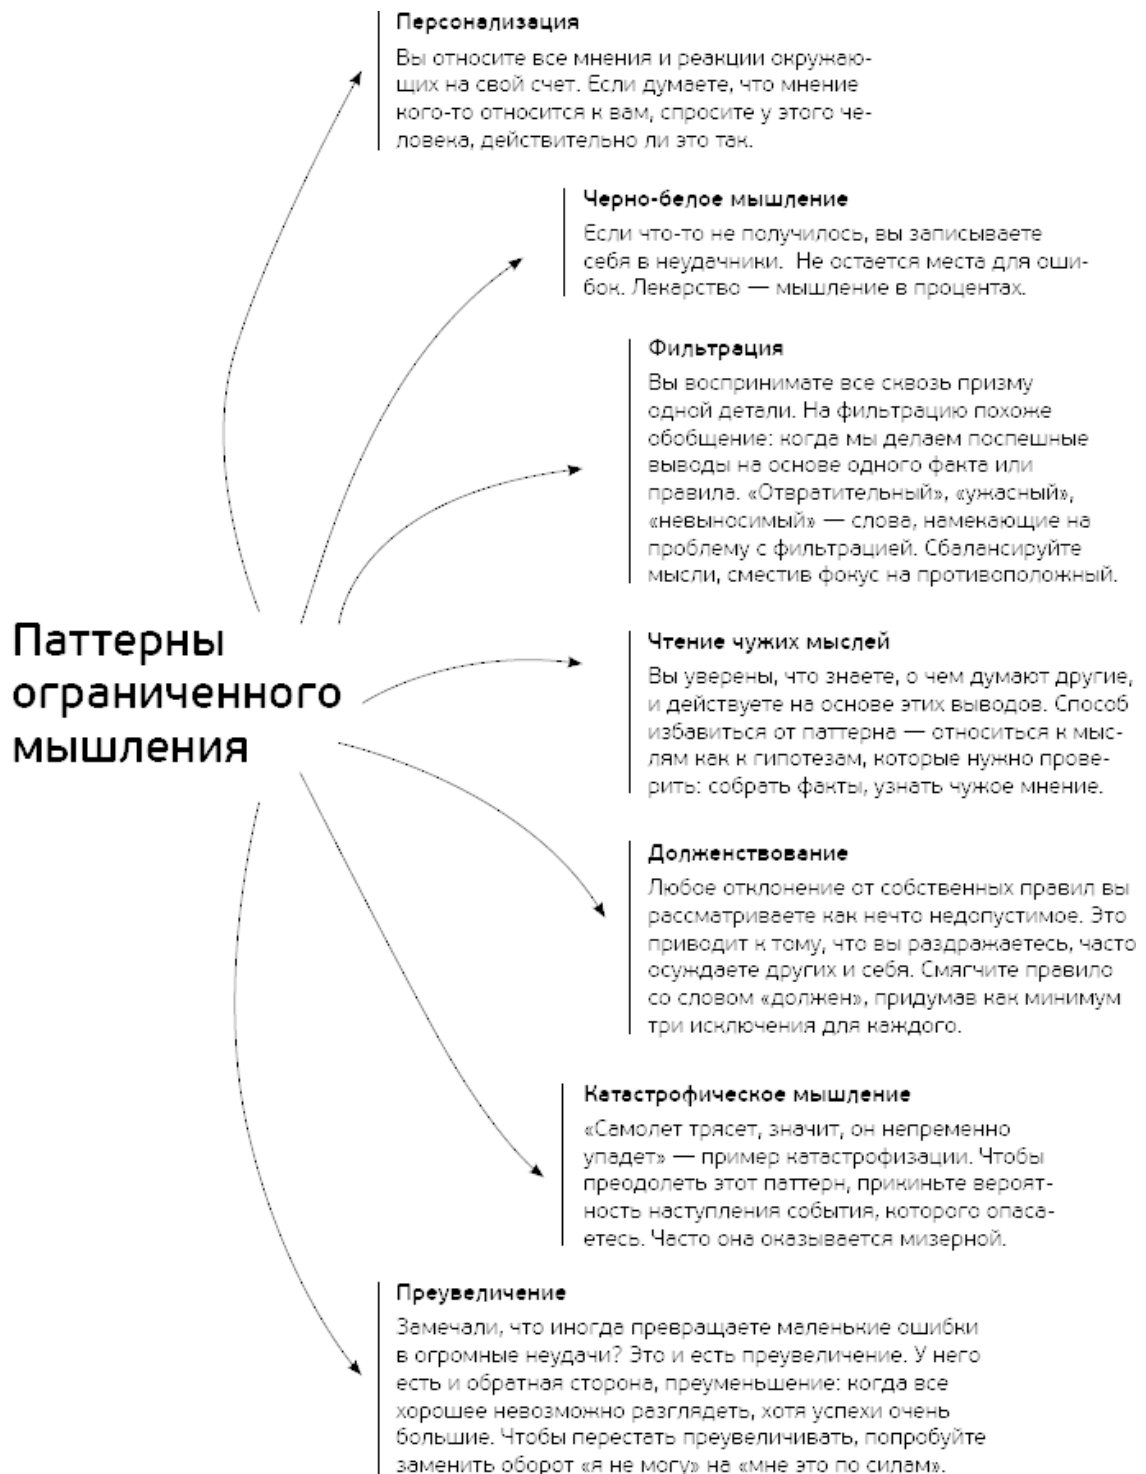 Персонализация
Вы относите все мнения и реакции окружаю-
щих на свой счет. Если думаете, что мнение
кого-то относится к вам, спросите у этого че-
ловека, действительно ли это так.
Черно-белое мышление
Если что-то не получилось, вы записываете
себя в неудачники. Не остается места для оши-
бок. Лекарство — мышление в процентах.
Фильтрация
Вы воспринимате все сквозь призму
одной детали. На фильтрацию похоже
обобщение: когда мы делаем поспешные
выводы на основе одного факта или
правила. «Отвратительный», «ужасный»,
«невыносимый» — слова, намекающие на
проблему с фильтрацией. Сбалансируйте
мысли, сместив фокус на противоположный.
Паттерны
ограниченного
мышления
Чтение чужих мыслей
Вы уверены, что знаете, о чем думают другие,
и действуете на основе этих выводов. Способ
избавиться от паттерна — относиться к мыс-
лям как к гипотезам, которые нужно прове-
рить: собрать факты, узнать чужое мнение.
Долженствование
Любое отклонение от собственных правил вы
рассматриваете как нечто недопустимое. Это
приводит к тому, что вы раздражаетесь, часто
осуждаете других и себя. Смягчите правило
со словом «должен», придумав как минимум
три исключения для каждого.
Катастрофическое мышление
«Самолет трясет, значит, он непременно
упадет» — пример катастрофизации. Чтобы
преодолеть этот паттерн, прикиньте вероят-
ность наступления события, которого опаса-
етесь. Часто она оказывается мизерной.
Преувеличение
Замечали, что иногда превращаете маленькие ошибки
в огромные неудачи? Это и есть преувеличение. У него
есть и обратная сторона, преуменьшение: когда все
хорошее невозможно разглядеть, хотя успехи очень
большие. Чтобы перестать преувеличивать, попробуйте
заменить оборот «я не могу» на «мне это по силам».